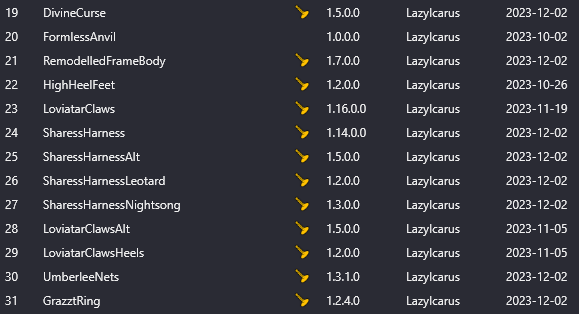 19 DivineCurse 1.5.0.0 LazyIcarus 2023-12-02
20 FormlessAnvil 1.0.0.0 LazyIcarus 2023-10-02
21 RemodelledFrameBody 1.7.0.0 LazyIcarus 2023-12-02
22 HighHeelFeet 1.2.0.0 LazyIcarus 2023-10-26
23 LoviatarClaws 1.16.0.0 LazyIcarus 2023-11-19
24 SharessHarness 1.14.0.0 LazyIcarus 2023-12-02
25 SharessHarnessAlt 1.5.0.0 LazyIcarus 2023-12-02
26 SharessHarnessLeotard 1.2.0.0 LazyIcarus 2023-12-02
27 SharessHarnessNightsong 1.3.0.0 LazyIcarus 2023-12-02
28 LoviatarClawsAlt 1.5.0.0 LazyIcarus 2023-11-05
29 LoviatarClawsHeels 1.2.0.0 LazyIcarus 2023-11-05
30 UmberleeNets 1.3.1.0 LazyIcarus 2023-12-02
31 GrazztRing 1.2.4.0 LazyIcarus 2023-12-02